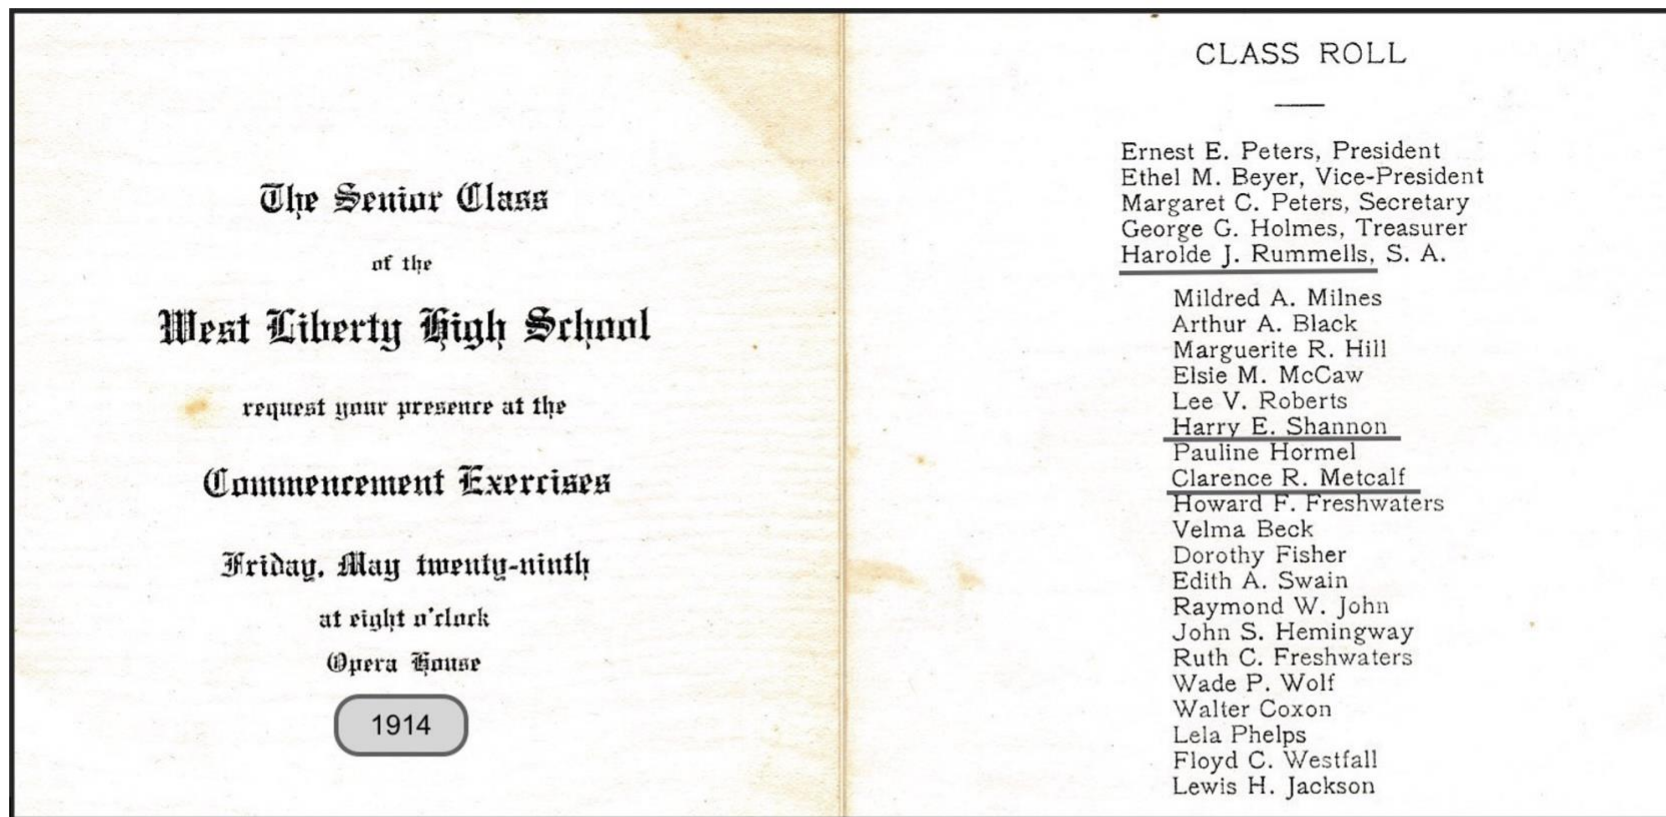 The Senior Class
of the
West Liberty High School
request your presence at the
Commencement Exercises
Friday, May twenty-ninth
at eight o'clock
Opera House
1914
CLASS ROLL
Ernest E. Peters, President
Ethel M. Beyer, Vice-President
Margaret C. Peters, Secretary
George G. Holmes, Treasurer
Harolde J. Rummells, S. A.
Mildred A. Milnes
Arthur A. Black
Marguerite R. Hill
Elsie M. McCaw
Lee V. Roberts
Harry E. Shannon
Pauline Hormel
Clarence R. Metcalf
Howard F. Freshwaters
Velma Beck
Dorothy Fisher
Edith A. Swain
Raymond W. John
John S. Hemingway
Ruth C. Freshwaters
Wade P. Wolf
Walter Coxon
Lela Phelps
Floyd C. Westfall
Lewis H. Jackson